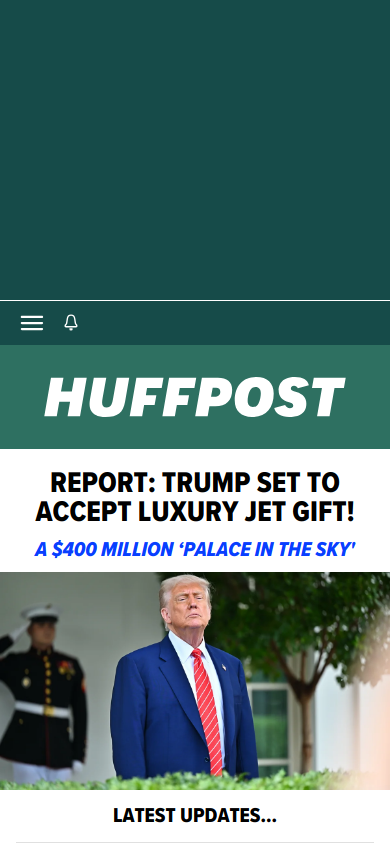 HUFFPOST
REPORT: TRUMP SET TO
ACCEPT LUXURY JET GIFT!
A $400 MILLION ‘PALACE IN THE SKY’
LATEST UPDATES...